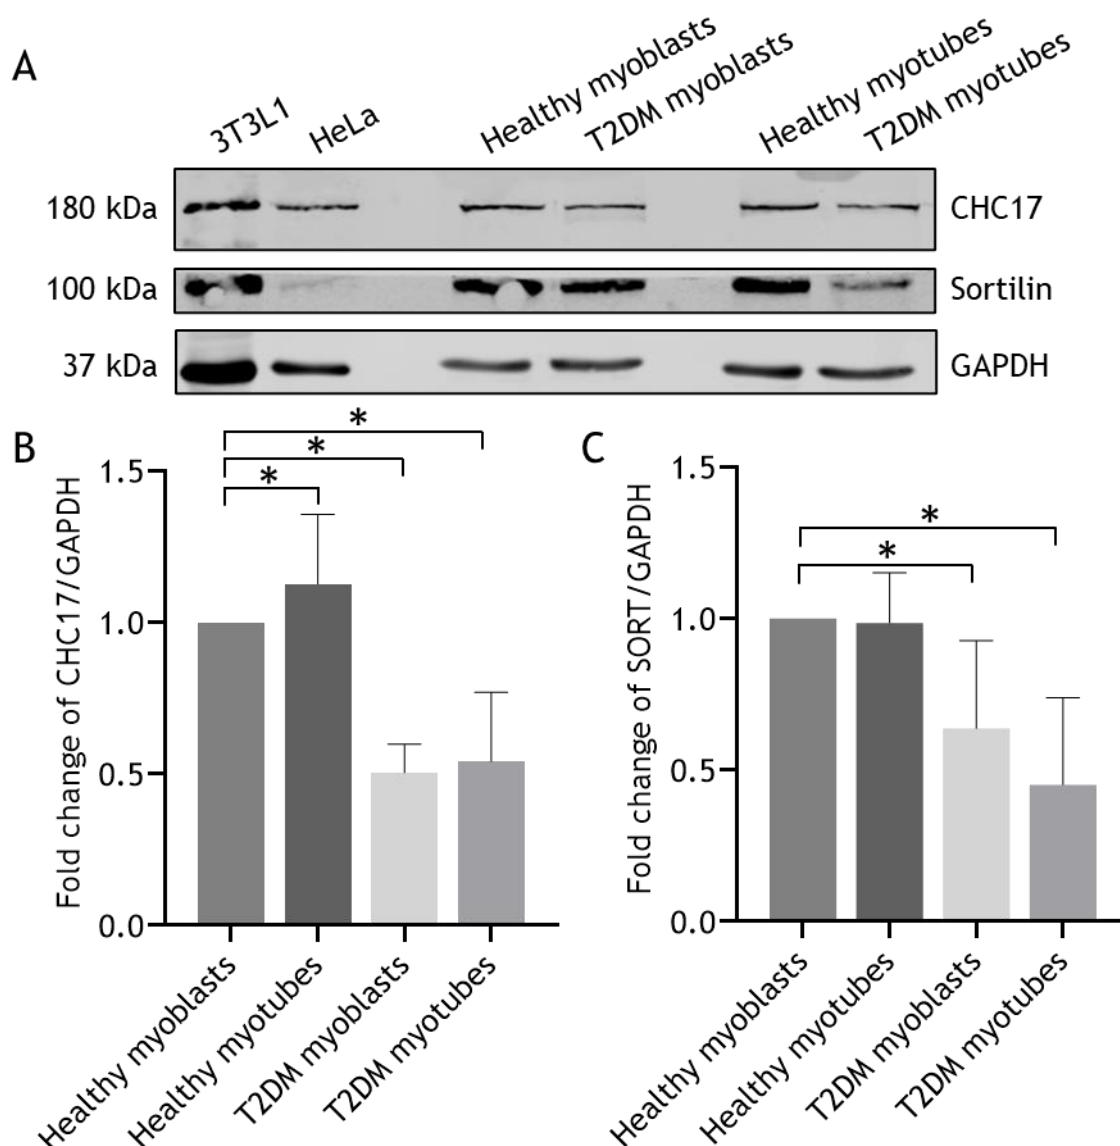 A
3T3L1
HeLa
Healthy myoblasts
T2DM myoblasts
Healthy myotubes
T2DM myotubes
180 kDa
CHC17
100 kDa
Sortilin
37 kDa
GAPDH
B
Fold change of CHC17/GAPDH
1.5
1.0
0.5
0.0
*
*
*
Healthy myoblasts
Healthy myotubes
T2DM myoblasts
T2DM myotubes
C
Fold change of SORT/GAPDH
1.5
1.0
0.5
0.0
*
*
Healthy myoblasts
Healthy myotubes
T2DM myoblasts
T2DM myotubes